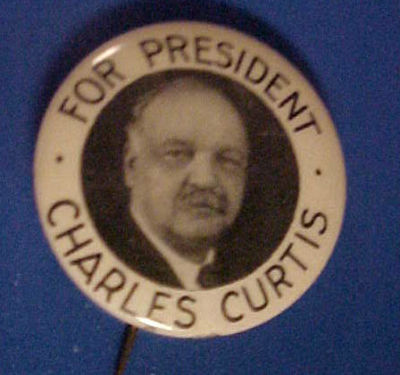 FOR PRESIDENT
CHARLES CURTIS